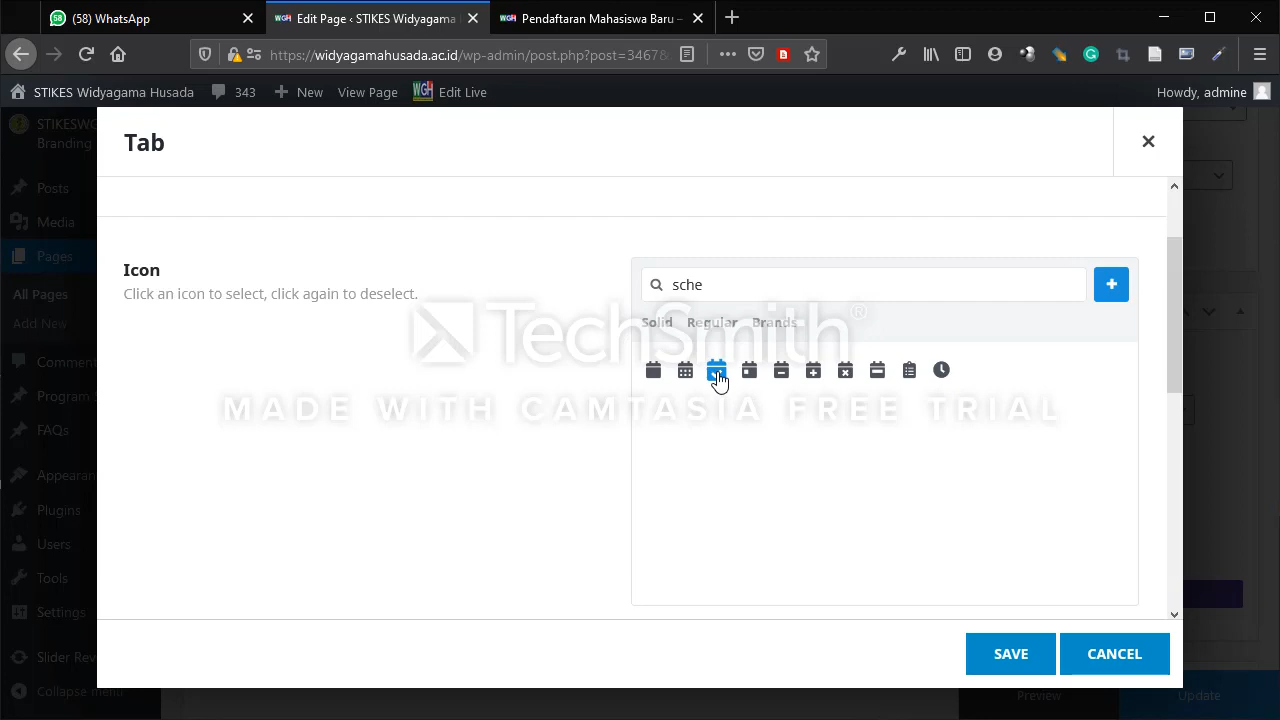 (58) WhatsApp
Edit Page ‹ STIKES Widyagama
Pendaftaran Mahasiswa Baru –
https://widyagamahusada.ac.id/wp-admin/post.php?post=3467&
STIKES Widyagama Husada
343
New
View Page
Edit Live
Howdy, admine
STIKESWG
Branding
Posts
Media
Pages
All Pages
Add New
Comment
Program
FAQs
Appearan
Plugins
Users
Tools
Settings
Slider Rev
Collapse menu
Tab
Icon
Click an icon to select, click again to deselect.
sche
Solid
Regular
Brands
TechSmith®
MADE WITH CAMTASIA FREE TRIAL
SAVE
CANCEL
Preview
Update